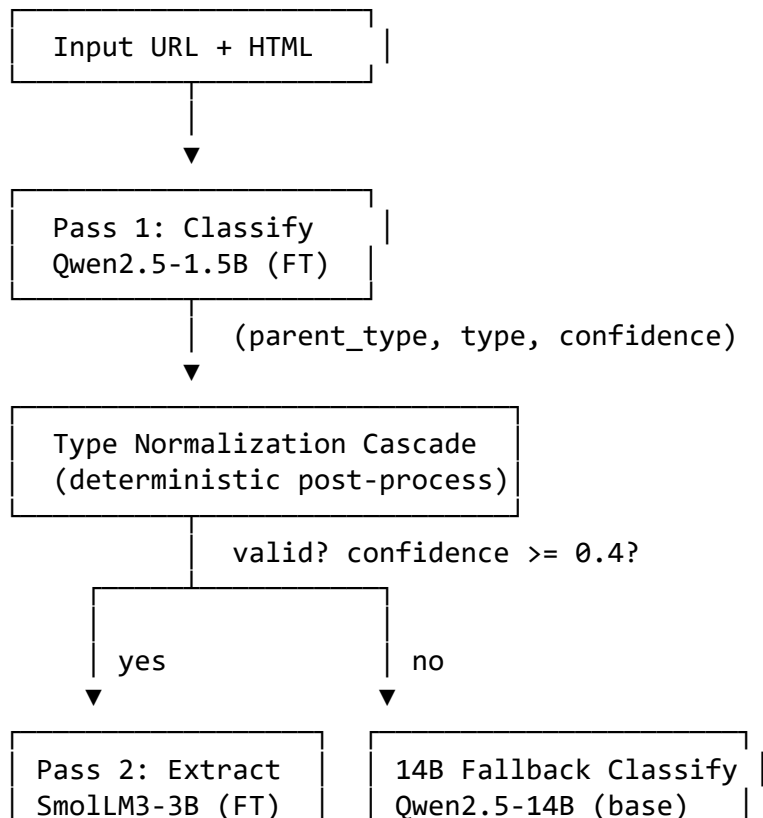 Input URL + HTML
Pass 1: Classify
Qwen2.5-1.5B (FT)
(parent_type, type, confidence)
Type Normalization Cascade
(deterministic post-process)
valid? confidence >= 0.4?
yes no
Pass 2: Extract 14B Fallback Classify
SmolLM3-3B (FT) Qwen2.5-14B (base)